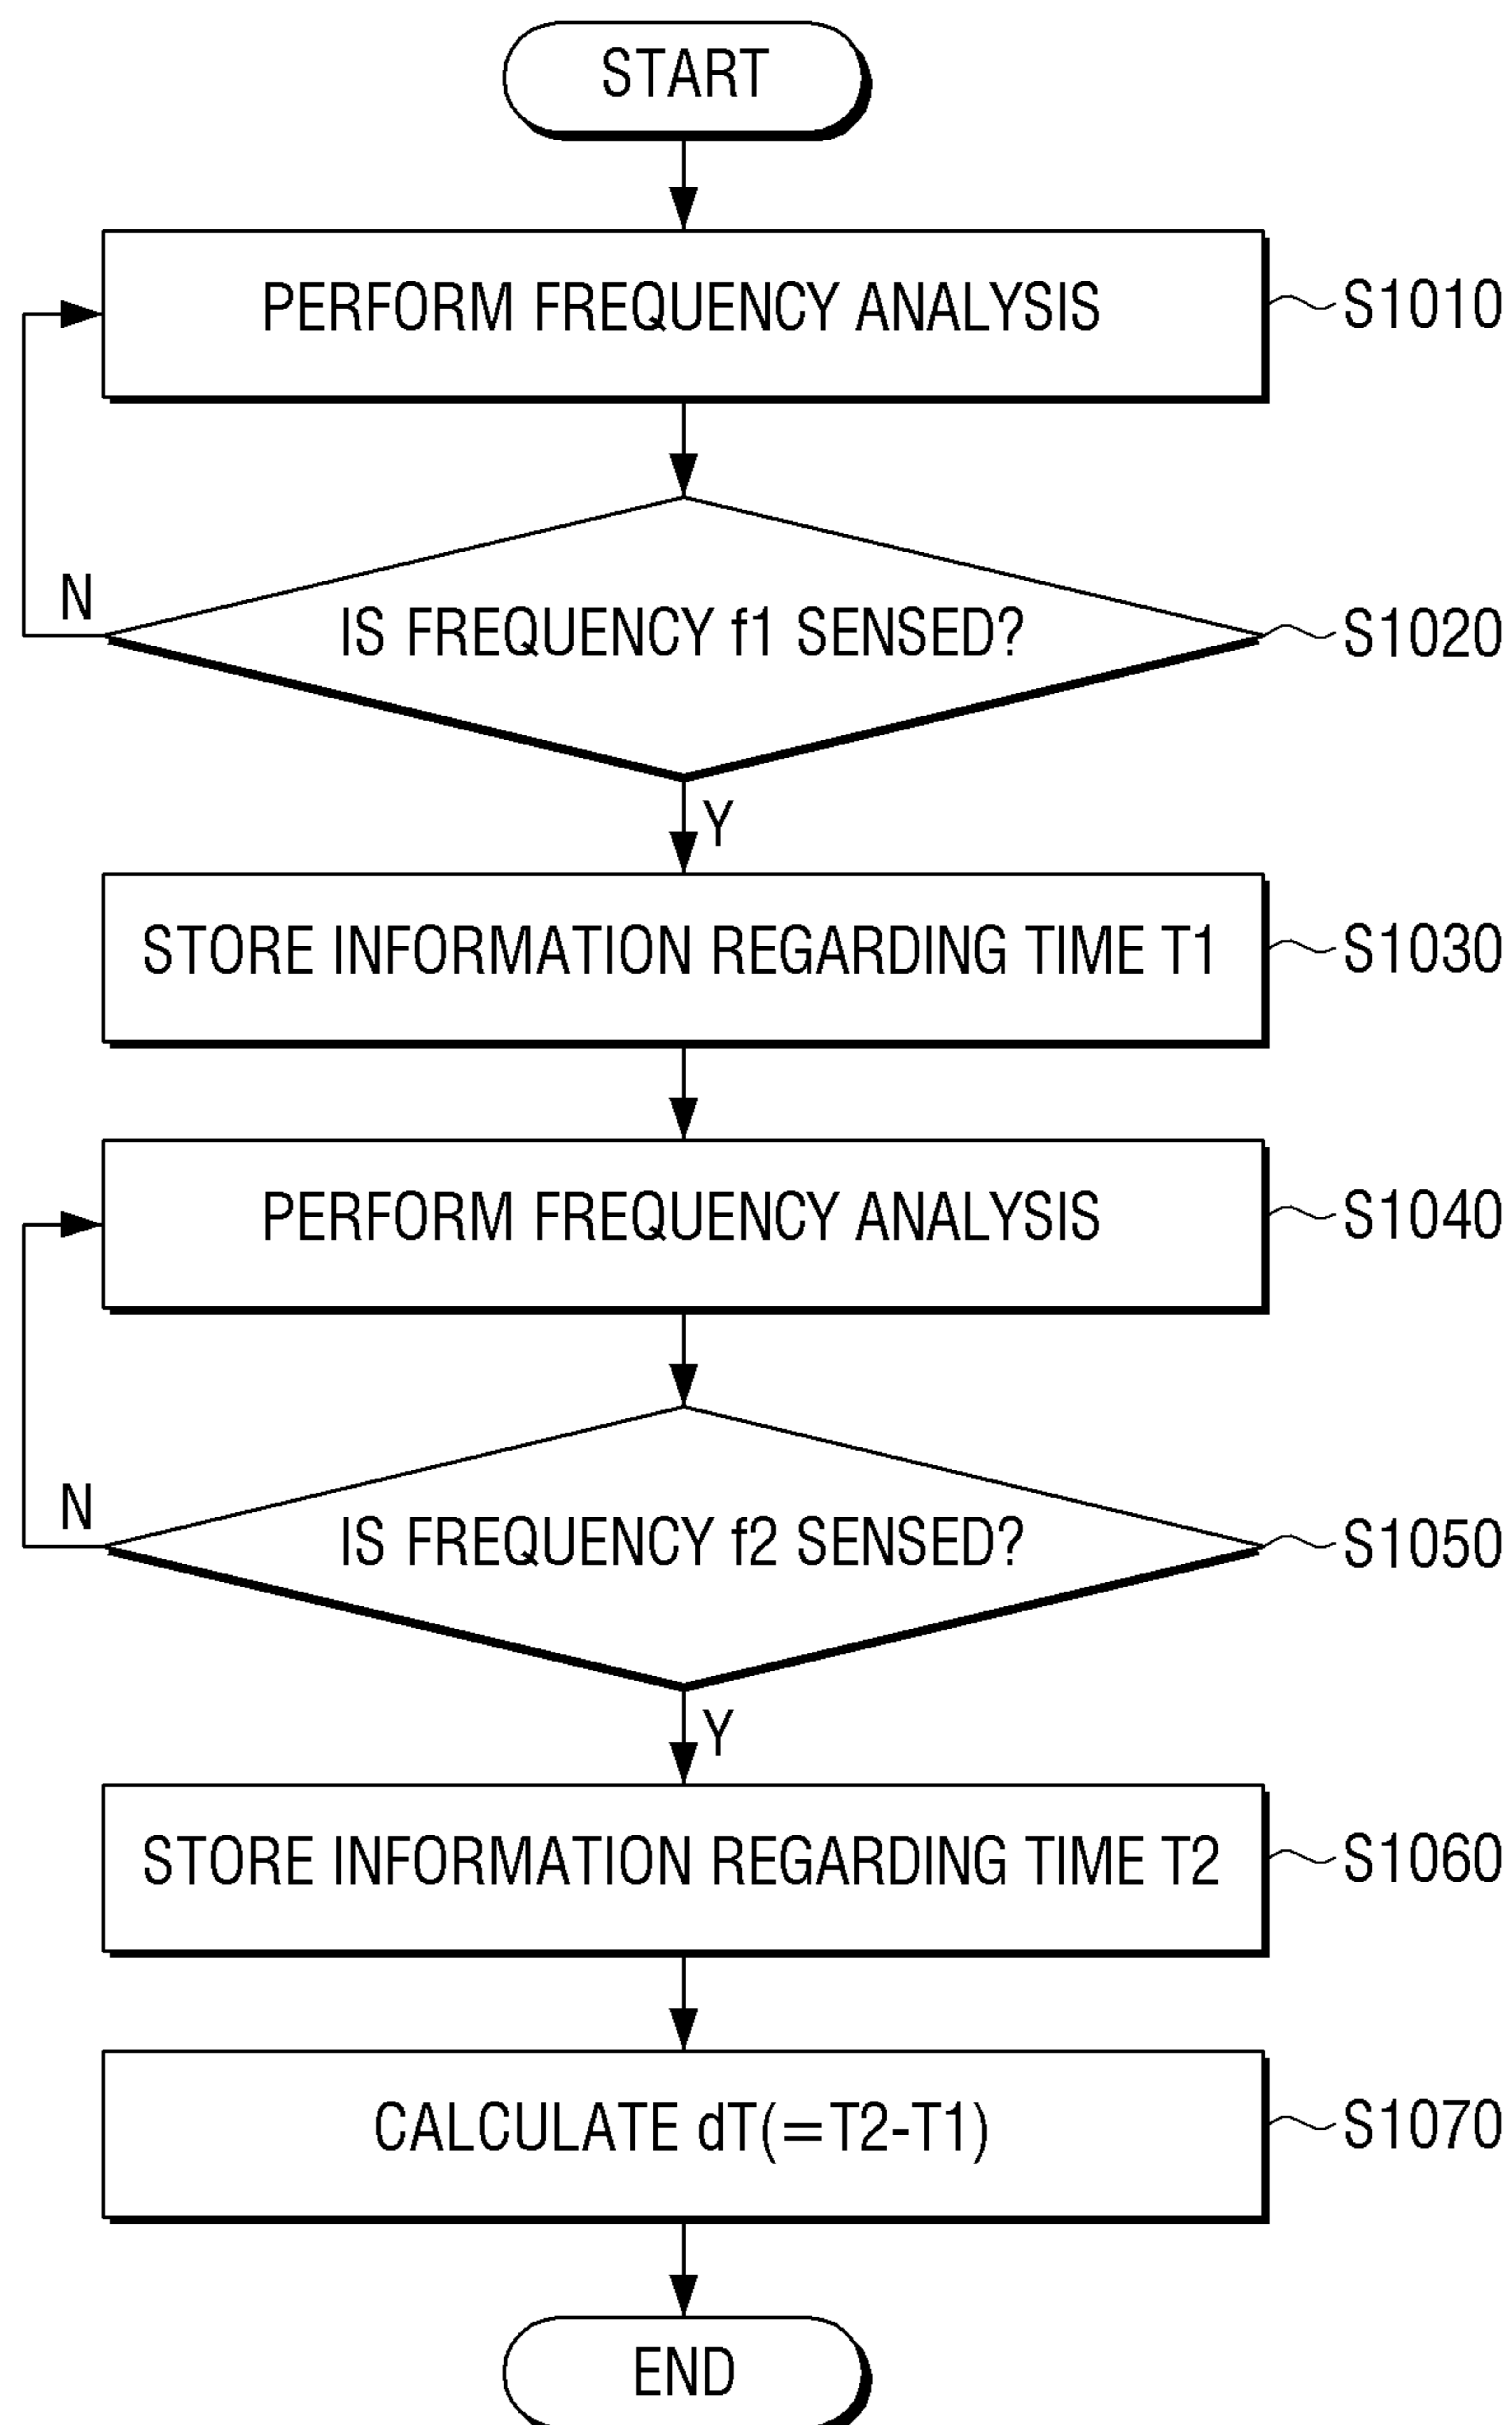 START
PERFORM FREQUENCY ANALYSIS
S1010
IS FREQUENCY f1 SENSED?
S1020
N
Y
STORE INFORMATION REGARDING TIME T1
S1030
PERFORM FREQUENCY ANALYSIS
S1040
IS FREQUENCY f2 SENSED?
S1050
N
Y
STORE INFORMATION REGARDING TIME T2
S1060
CALCULATE dT(=T2-T1)
S1070
END